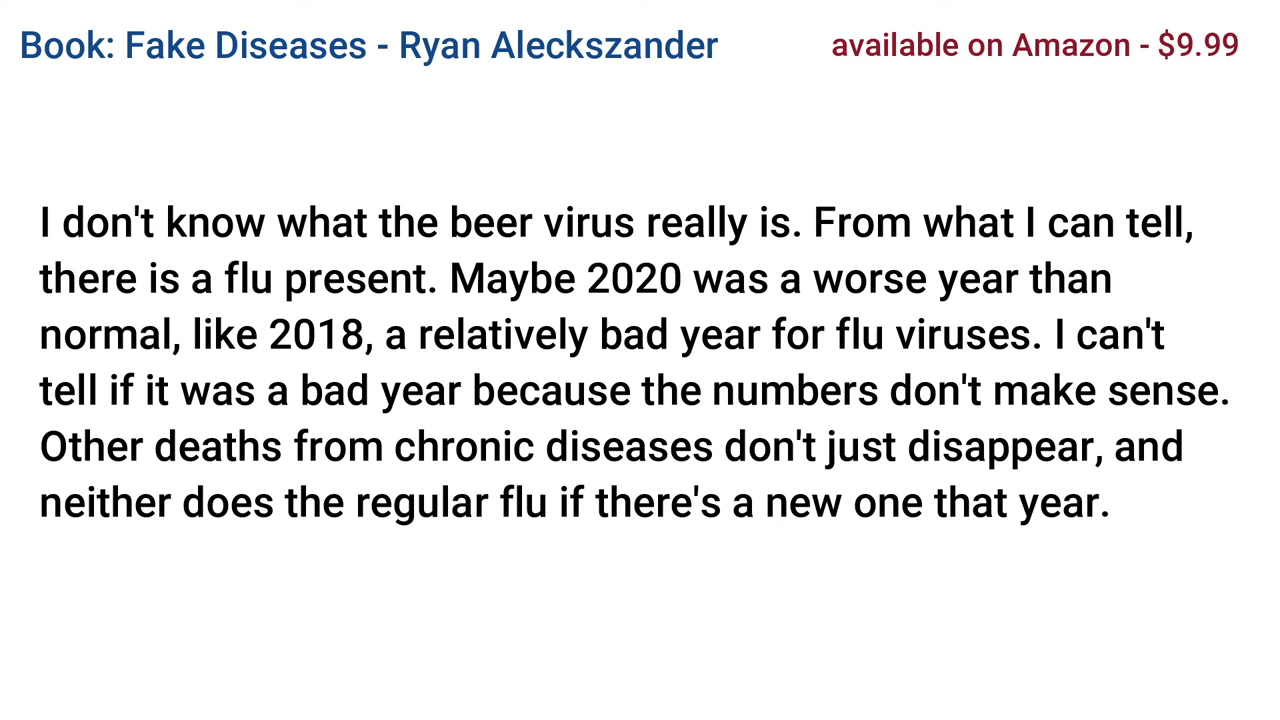 Book: Fake Diseases - Ryan Aleckszander
available on Amazon - $9.99
I don't know what the beer virus really is. From what I can tell,
there is a flu present. Maybe 2020 was a worse year than
normal, like 2018, a relatively bad year for flu viruses. I can't
tell if it was a bad year because the numbers don't make sense.
Other deaths from chronic diseases don't just disappear, and
neither does the regular flu if there's a new one that year.